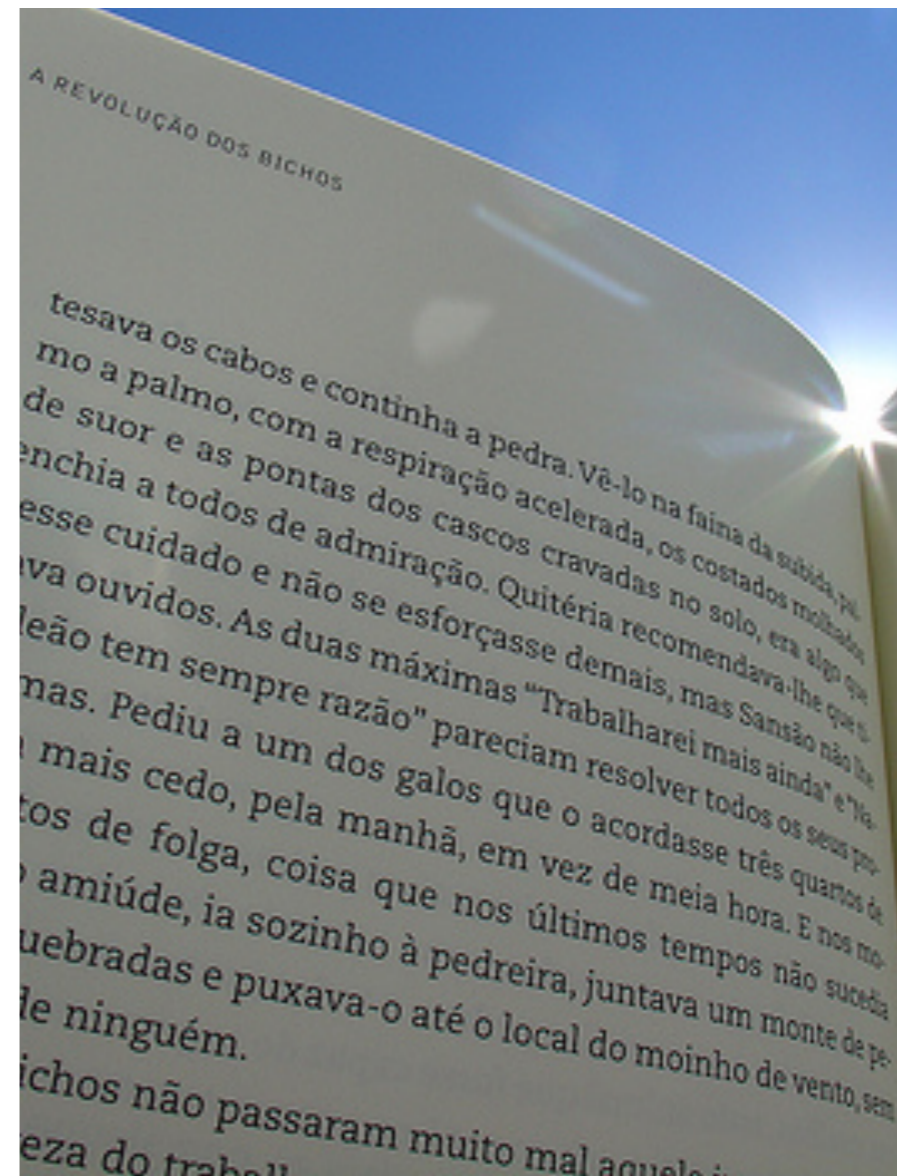 A REVOLUÇÃO DOS BICHOS
tesava os cabos e continha a pedra. Vê-lo na faina da subida, pal-
mo a palmo, com a respiração acelerada, os costados molhados
de suor e as pontas dos cascos cravadas no solo, era algo que
enchia a todos de admiração. Quitéria recomendava-lhe que ti-
esse cuidado e não se esforçasse demais, mas Sansão não lhe
ava ouvidos. As duas máximas “Trabalharei mais ainda” e “Na-
leão tem sempre razão” pareciam resolver todos os seus pro-
mas. Pediu a um dos galos que o acordasse três quartos de
mais cedo, pela manhã, em vez de meia hora. E nos mo-
tos de folga, coisa que nos últimos tempos não sucedia
amiúde, ia sozinho à pedreira, juntava um monte de pe-
uebradas e puxava-o até o local do moinho de vento, sem
de ninguém.
ichos não passaram muito mal aquele
eza do trabal